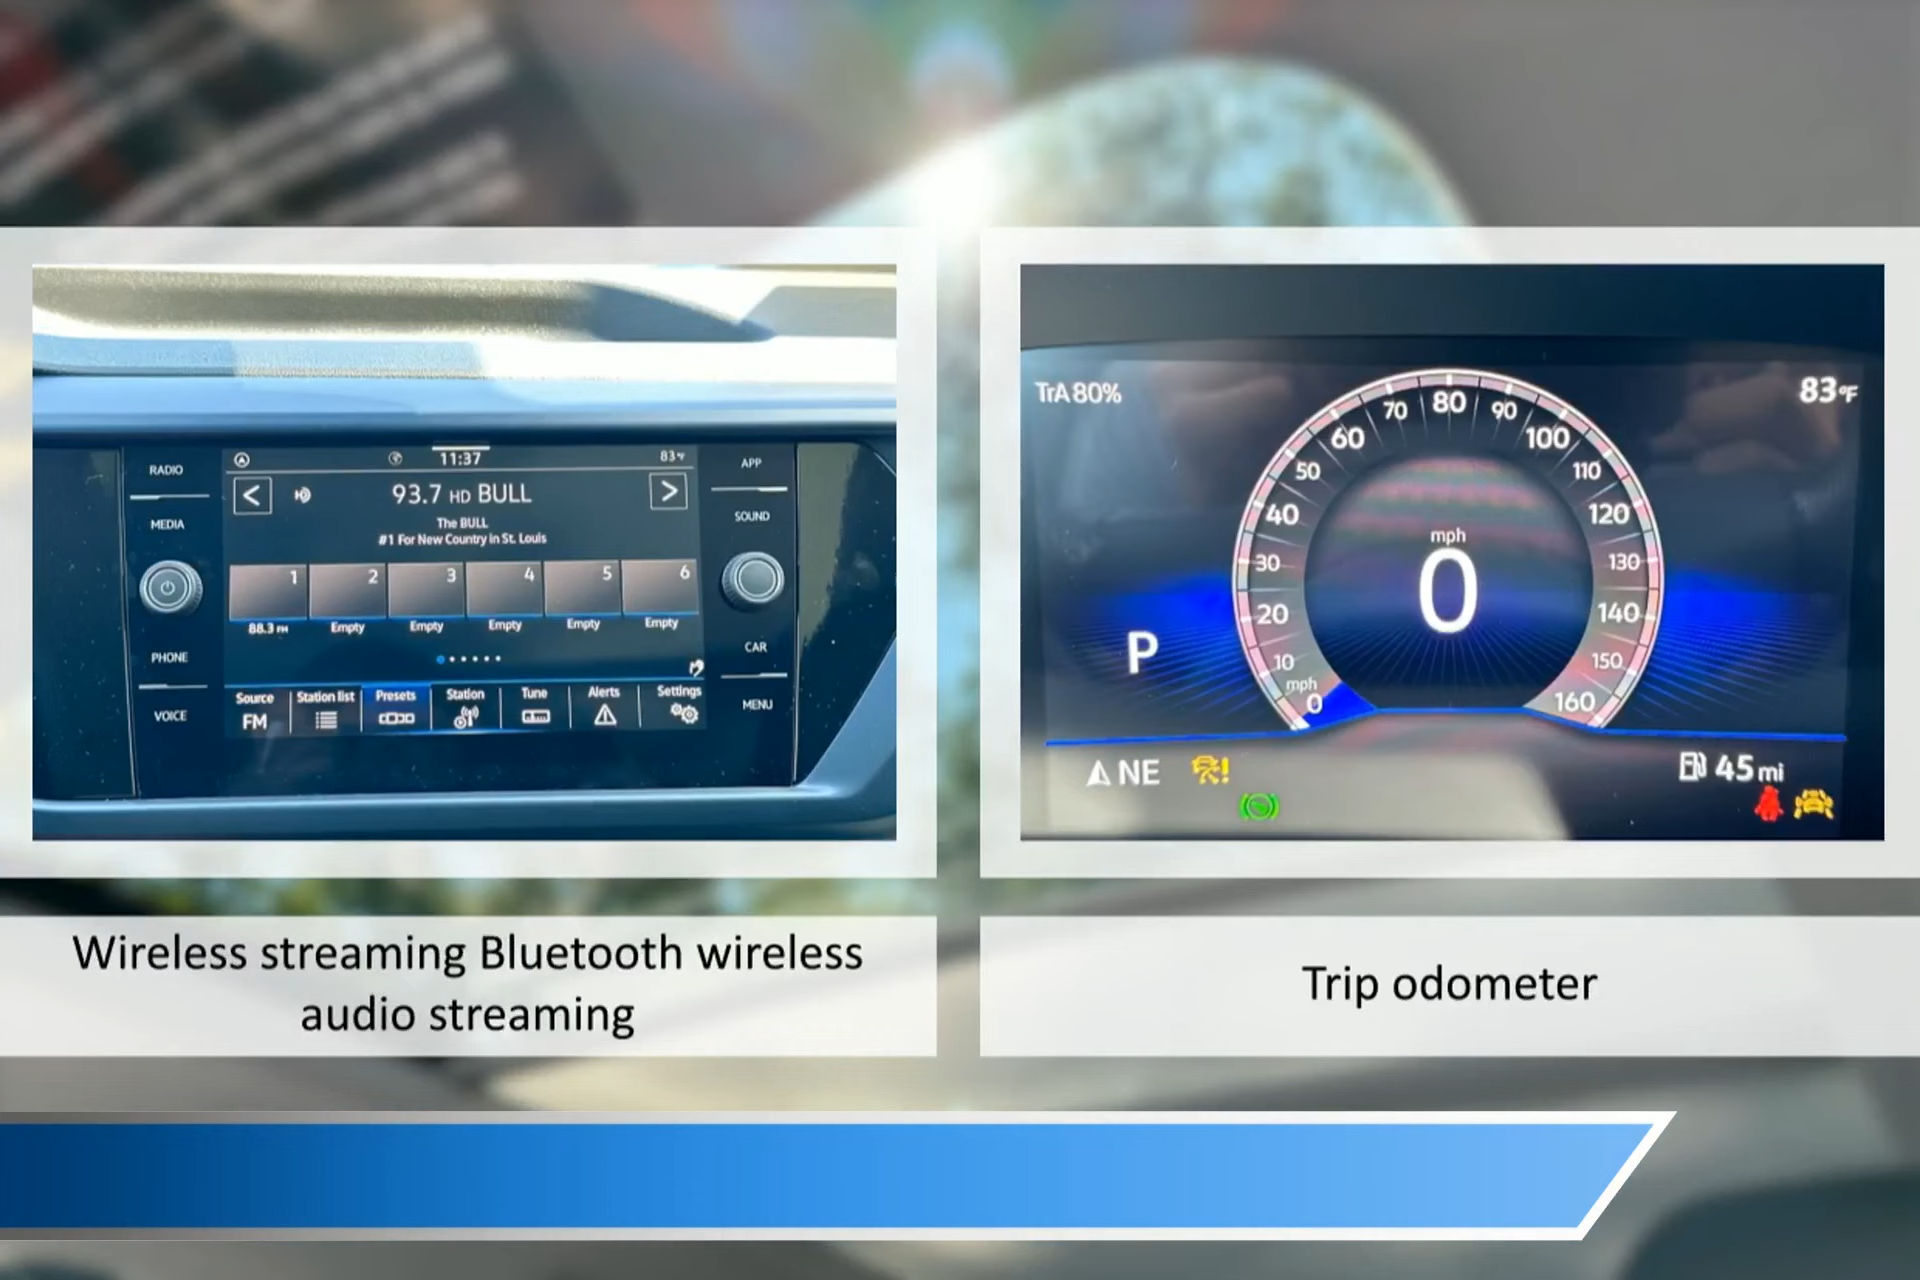 RADIO
MEDIA
PHONE
VOICE
11:37
83°F
93.7 HD BULL
The BULL
#1 For New Country in St. Louis
1 2 3 4 5 6
88.3 FM Empty Empty Empty Empty Empty
Source Station list Presets Station Tune Alerts Settings
FM
APP
SOUND
CAR
MENU
TrA 80%
83°F
0 10 20 30 40 50 60 70 80 90 100 110 120 130 140 150 160
mph
mph
0
P
NE
45 mi
Wireless streaming Bluetooth wireless
audio streaming
Trip odometer